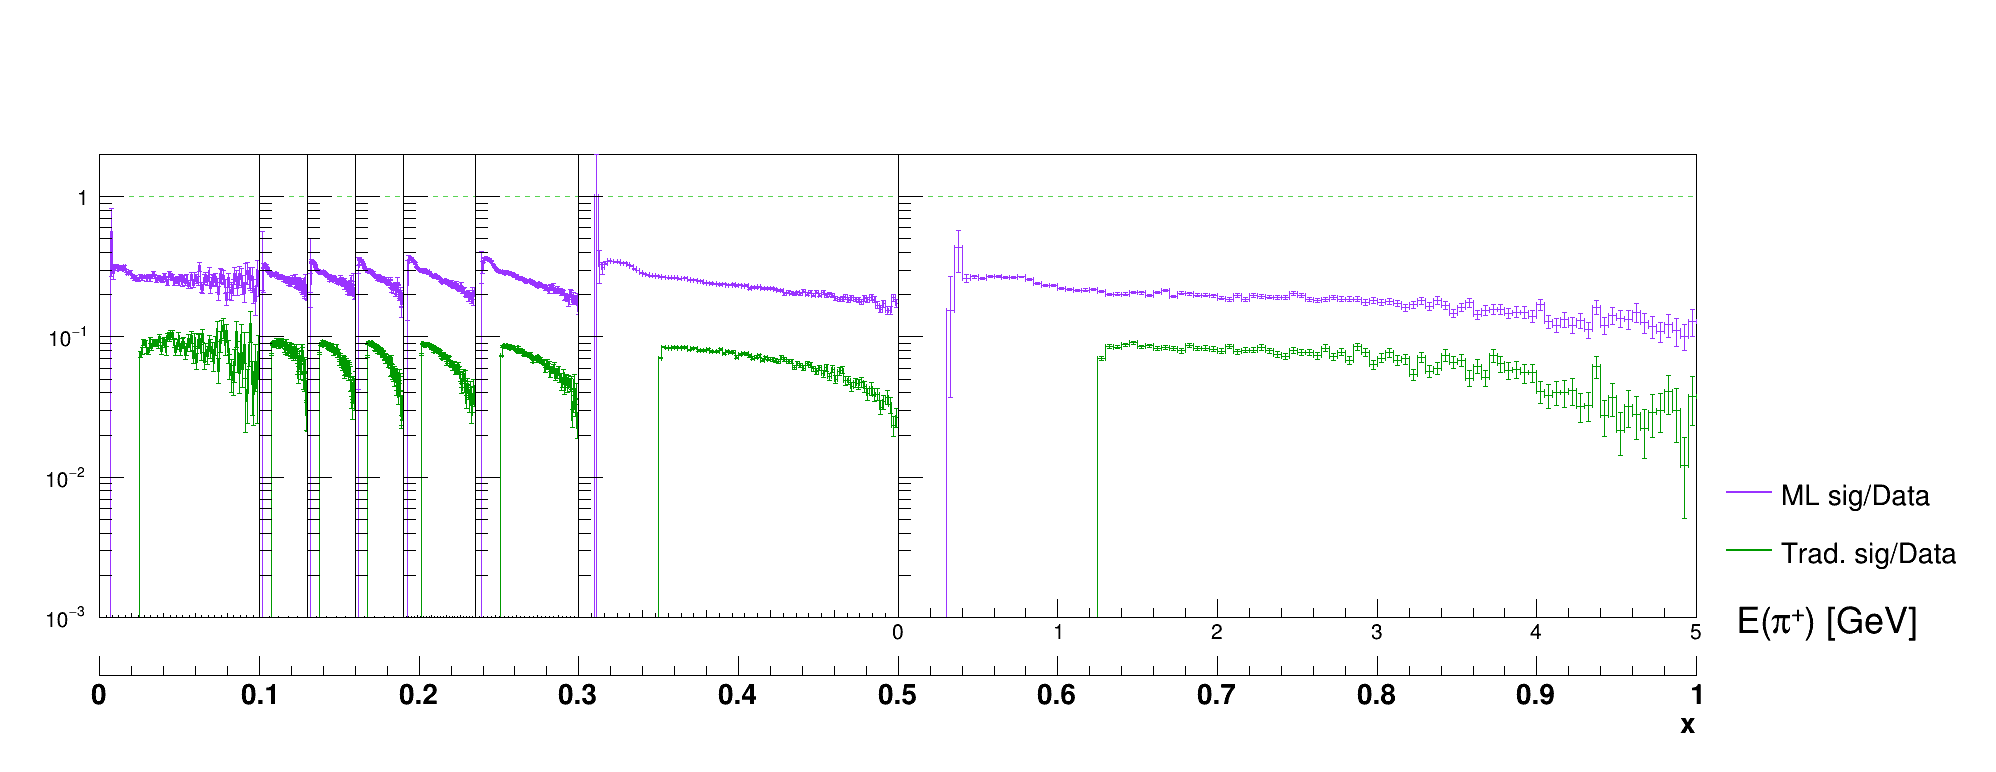 1
10⁻¹
10⁻²
10⁻³
ML sig/Data
Trad. sig/Data
0 1 2 3 4 5
E(π⁺) [GeV]
0 0.1 0.2 0.3 0.4 0.5 0.6 0.7 0.8 0.9 1
x